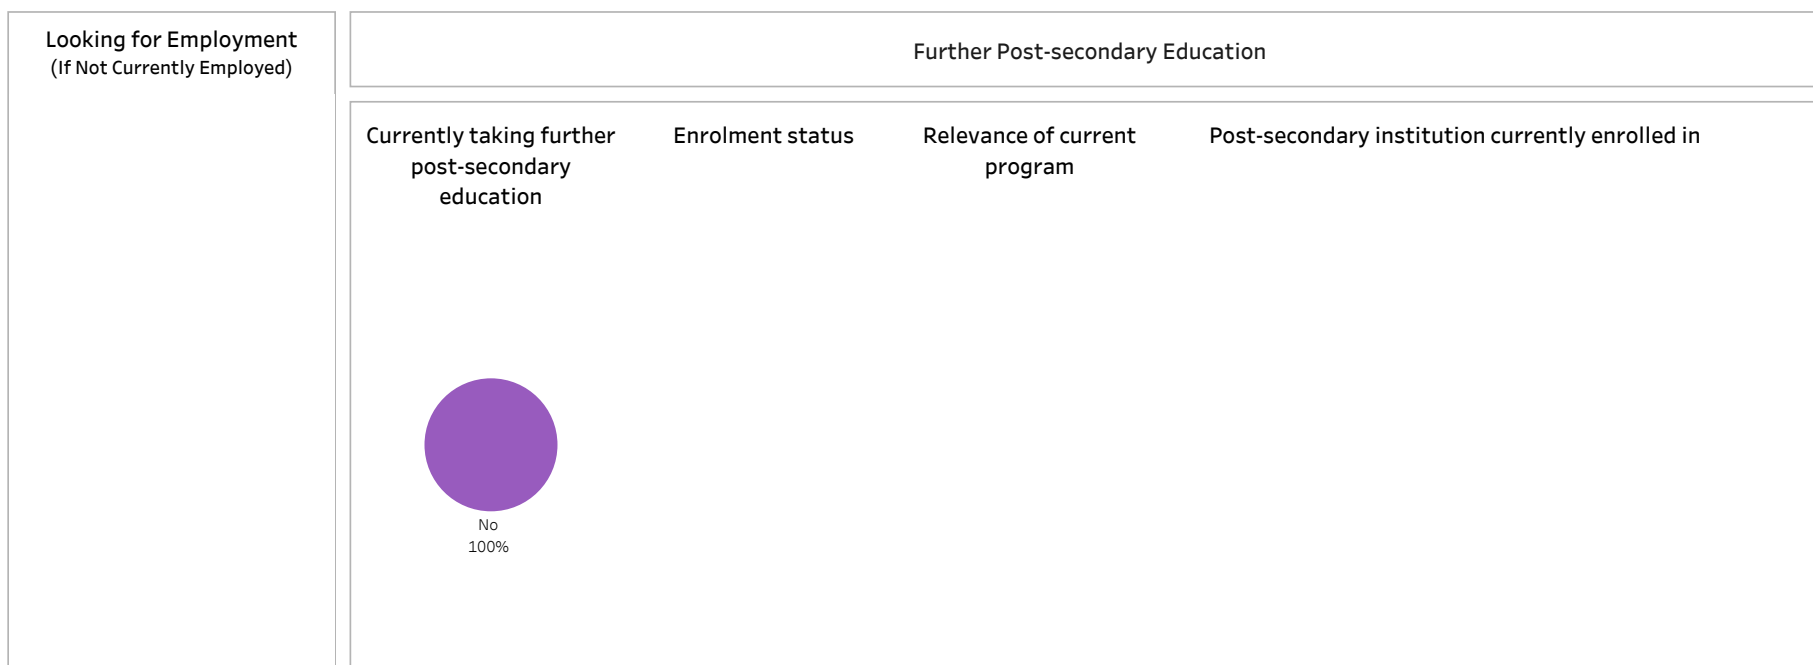 Looking for Employment
(If Not Currently Employed)
Further Post-secondary Education
Currently taking further
post-secondary
education
Enrolment status
Relevance of current
program
Post-secondary institution currently enrolled in
No
100%